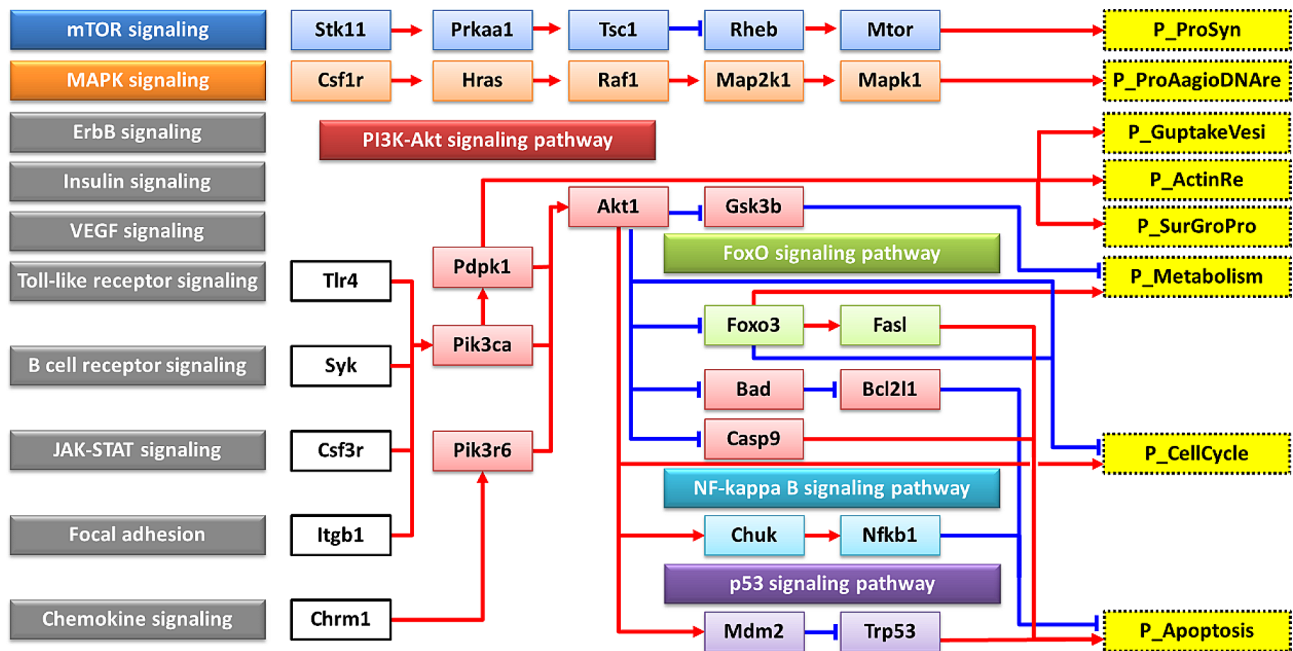 mTOR signaling
Stk11
Prkaa1
Tsc1
Rheb
Mtor
P_ProSyn
MAPK signaling
Csf1r
Hras
Raf1
Map2k1
Mapk1
P_ProAagioDNAre
ErbB signaling
PI3K-Akt signaling pathway
P_GuptakeVesi
Insulin signaling
P_ActinRe
Akt1
Gsk3b
VEGF signaling
P_SurGroPro
FoxO signaling pathway
Toll-like receptor signaling
Tlr4
Pdpk1
P_Metabolism
Foxo3
Fasl
B cell receptor signaling
Syk
Pik3ca
Bad
Bcl2l1
Casp9
JAK-STAT signaling
Csf3r
Pik3r6
P_CellCycle
NF-kappa B signaling pathway
Focal adhesion
Itgb1
Chuk
Nfkb1
p53 signaling pathway
Chemokine signaling
Chrm1
Mdm2
Trp53
P_Apoptosis